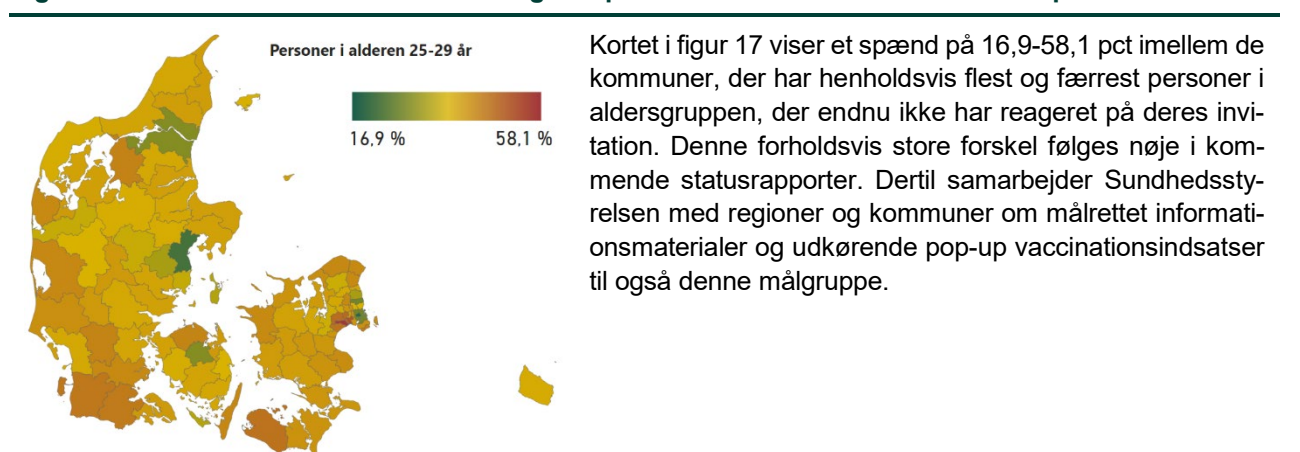 Personer i alderen 25-29 år
16,9 %
58,1 %
Kortet i figur 17 viser et spænd på 16,9-58,1 pct imellem de
kommuner, der har henholdsvis flest og færrest personer i
aldersgruppen, der endnu ikke har reageret på deres invi-
tation. Denne forholdsvis store forskel følges nøje i kom-
mende statusrapporter. Dertil samarbejder Sundhedssty-
relsen med regioner og kommuner om målrettet informati-
onsmaterialer og udkørende pop-up vaccinationsindsatser
til også denne målgruppe.